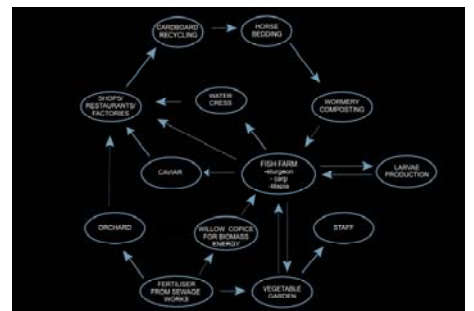 CARDBOARD
RECYCLING
HORSE
BEDDING
SHOPS/
RESTAURANTS/
FACTORIES
WATER
CRESS
WORMERY
COMPOSTING
CAVIAR
FISH FARM
-sturgeon
- carp
-tilapia
LARVAE
PRODUCTION
ORCHARD
WILLOW COPICE
FOR BIOMASS
ENERGY
STAFF
FERTILISER
FROM SEWAGE
WORKS
VEGETABLE
GARDEN